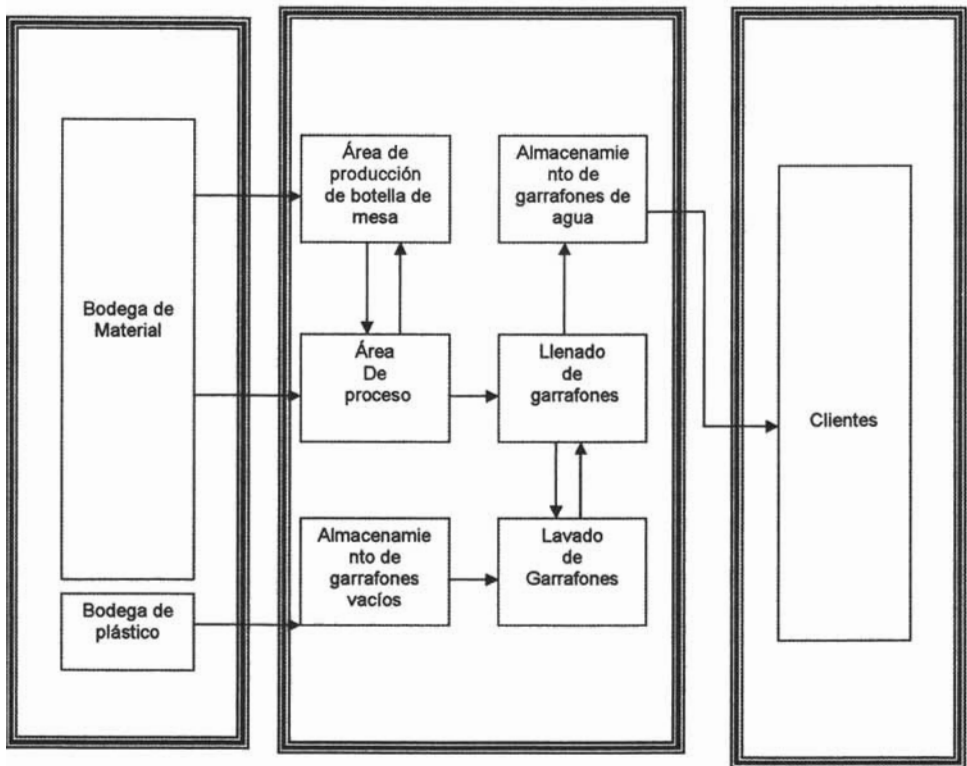 Bodega de
Material
Bodega de
plástico
Área de
producción
de botella de
mesa
Área
De
proceso
Almacenamie
nto de
garrafones
vacíos
Almacenamie
nto de
garrafones de
agua
Llenado
de
garrafones
Lavado
de
Garrafones
Clientes